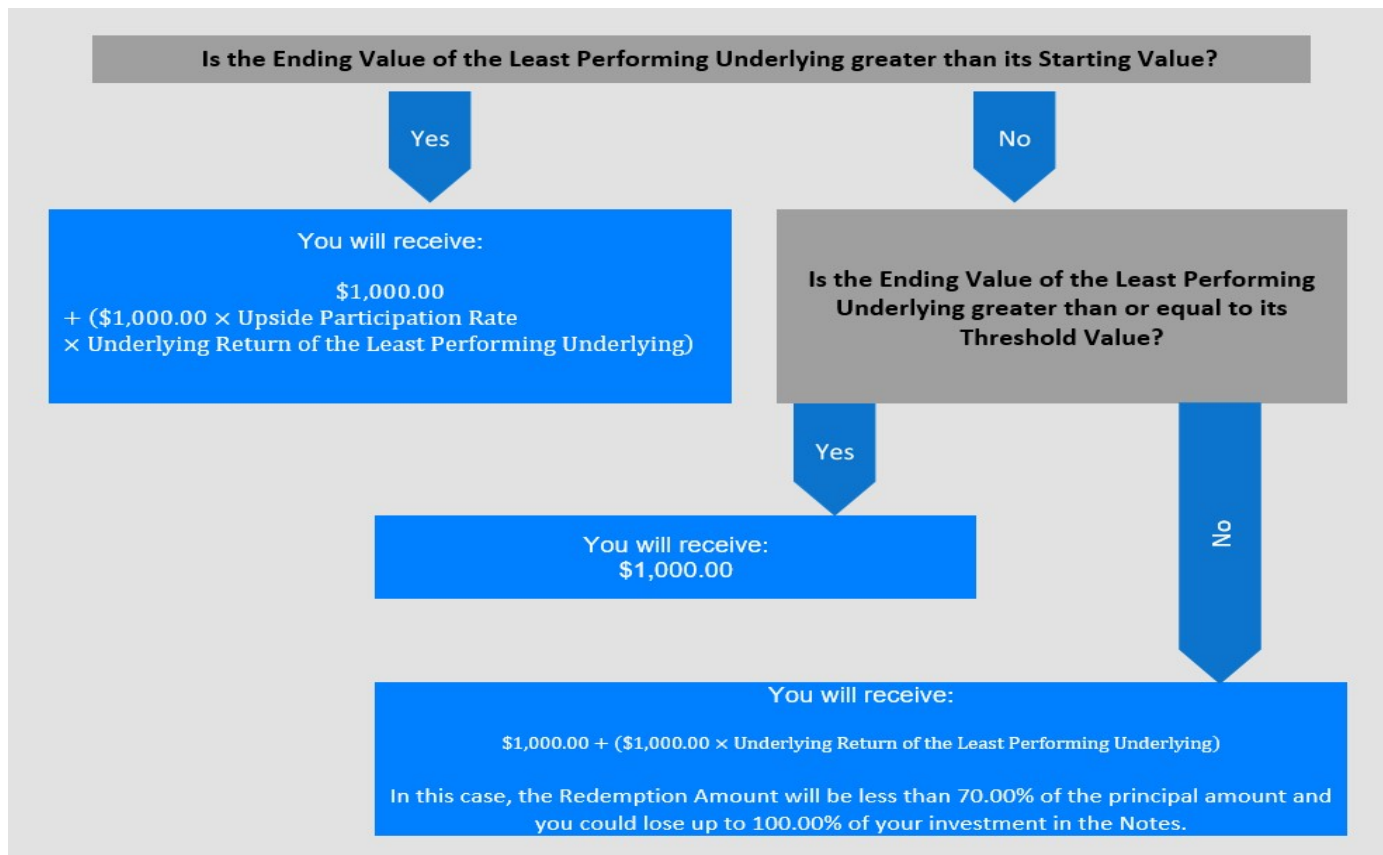 Is the Ending Value of the Least Performing Underlying greater than its Starting Value?
Yes
No
You will receive:
$1,000.00
+ ($1,000.00 × Upside Participation Rate
× Underlying Return of the Least Performing Underlying)
Is the Ending Value of the Least Performing
Underlying greater than or equal to its
Threshold Value?
Yes
No
You will receive:
$1,000.00
You will receive:
$1,000.00 + ($1,000.00 × Underlying Return of the Least Performing Underlying)
In this case, the Redemption Amount will be less than 70.00% of the principal amount and
you could lose up to 100.00% of your investment in the Notes.